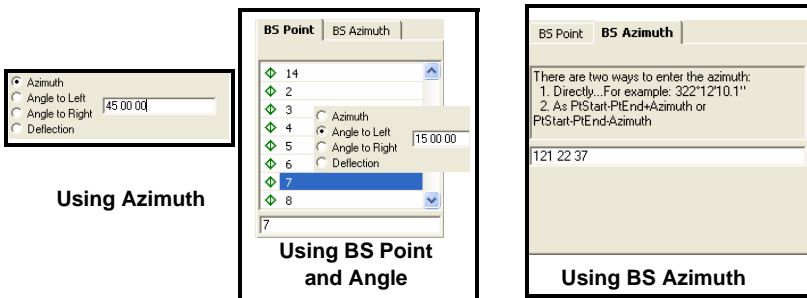 Azimuth
Angle to Left
Angle to Right
Deflection
45 00 00
Using Azimuth
BS Point
BS Azimuth
14
2
3
4
5
6
7
8
Azimuth
Angle to Left
Angle to Right
Deflection
15 00 00
7
Using BS Point
and Angle
BS Point
BS Azimuth
There are two ways to enter the azimuth:
1. Directly...For example: 322*12'10.1"
2. As PtStart-PtEnd+Azimuth or
PtStart-PtEnd-Azimuth
121 22 37
Using BS Azimuth